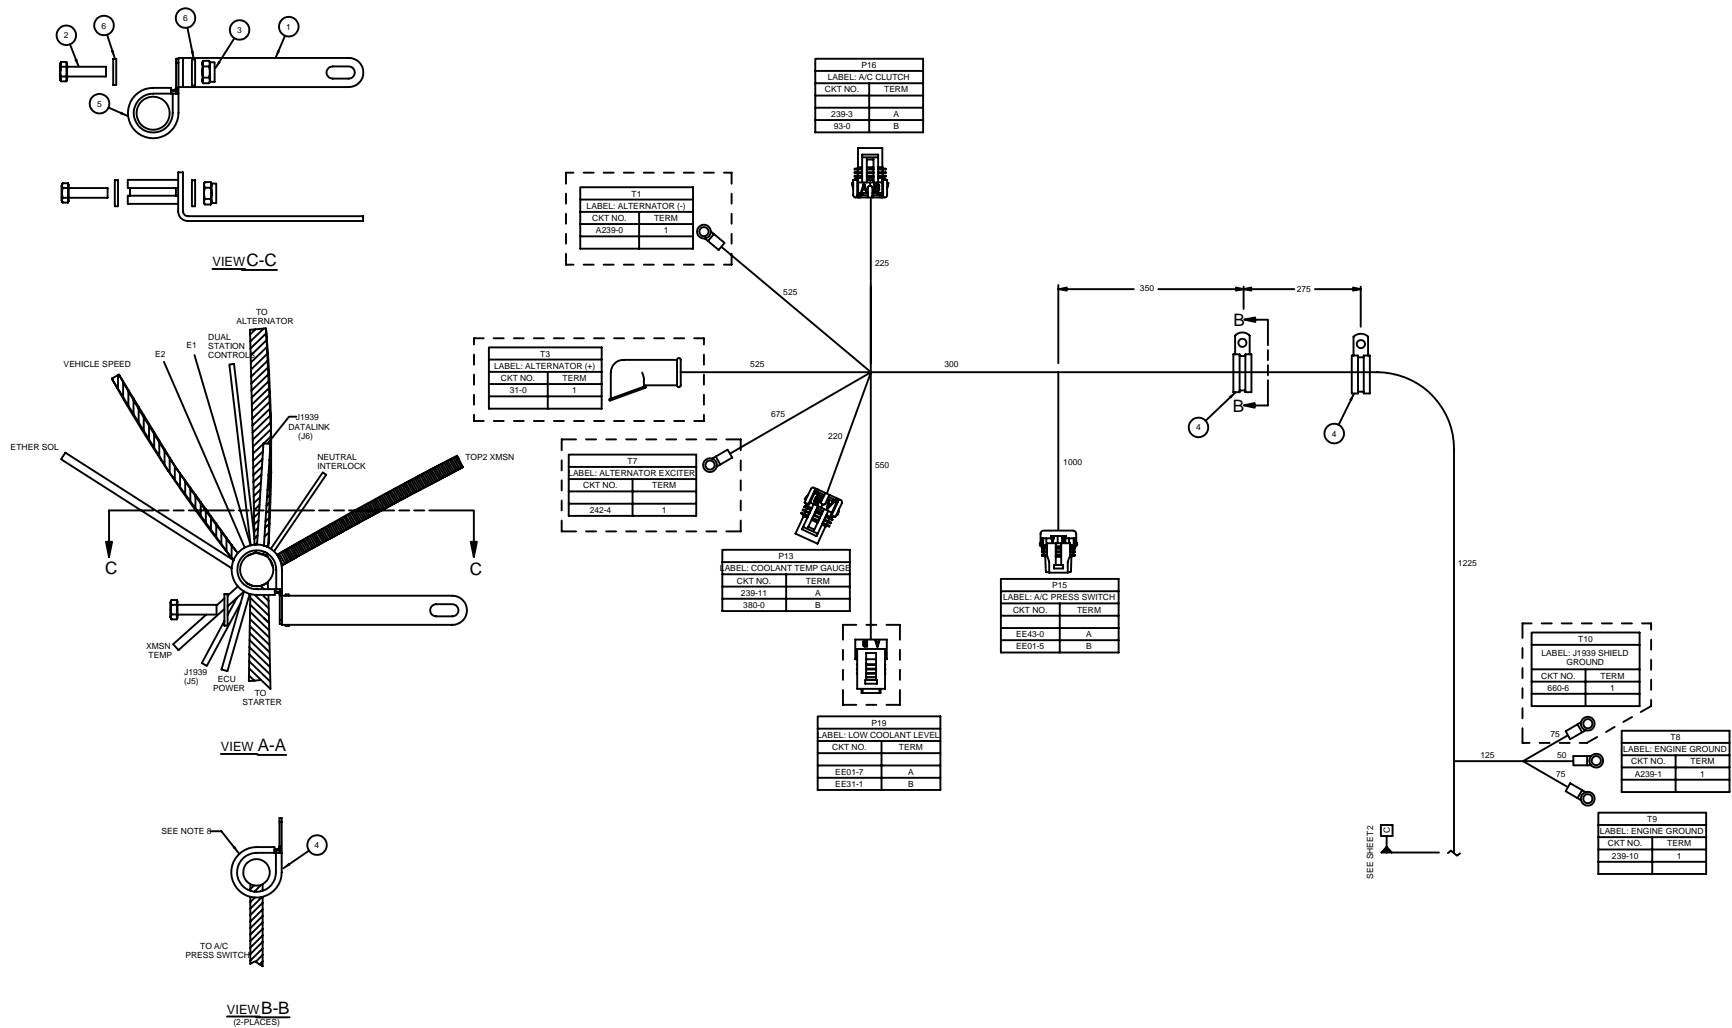 2
6
6
3
1
5
VIEW C-C
VEHICLE SPEED
E2
E1
DUAL
STATION
CONTROLS
TO
ALTERNATOR
J1939
DATALINK
(J6)
NEUTRAL
INTERLOCK
TOP2 XMSN
ETHER SOL
C
C
XMSN
TEMP
J1939
(J5)
ECU
POWER
TO
STARTER
VIEW A-A
SEE NOTE 8
4
TO A/C
PRESS SWITCH
VIEW B-B
(2-PLACES)
P16
LABEL: A/C CLUTCH
CKT NO. TERM
239-3 A
93-0 B
225
T1
LABEL: ALTERNATOR (-)
CKT NO. TERM
A239-0 1
525
T3
LABEL: ALTERNATOR (+)
CKT NO. TERM
31-0 1
525
T7
LABEL: ALTERNATOR EXCITER
CKT NO. TERM
242-4 1
675
220
P13
LABEL: COOLANT TEMP GAUGE
CKT NO. TERM
239-11 A
380-0 B
550
P19
LABEL: LOW COOLANT LEVEL
CKT NO. TERM
EE01-7 A
EE31-1 B
300
350
275
B
B
4
4
1000
P15
LABEL: A/C PRESS SWITCH
CKT NO. TERM
EE43-0 A
EE01-5 B
1225
125
T10
LABEL: J1939 SHIELD
GROUND
CKT NO. TERM
660-6 1
75
50
75
T8
LABEL: ENGINE GROUND
CKT NO. TERM
A239-1 1
T9
LABEL: ENGINE GROUND
CKT NO. TERM
239-10 1
SEE SHEET 2
C